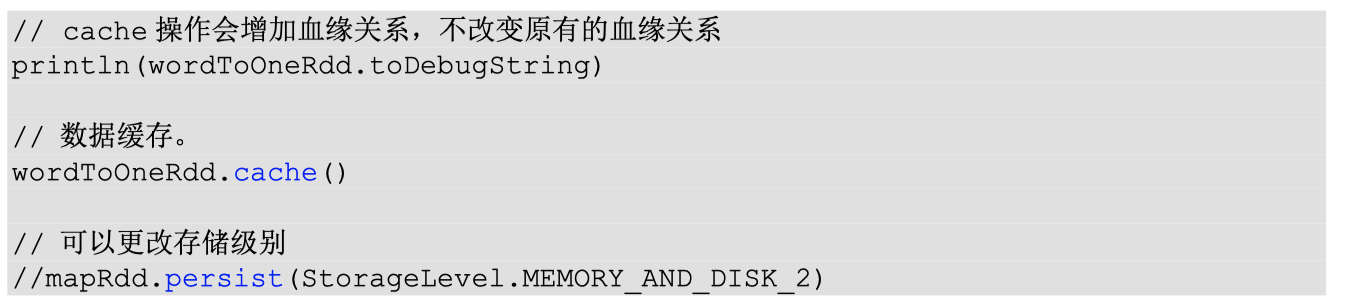 // cache 操作会增加血缘关系，不改变原有的血缘关系
println(wordToOneRdd.toDebugString)
// 数据缓存。
wordToOneRdd.cache()
// 可以更改存储级别
//mapRdd.persist(StorageLevel.MEMORY_AND_DISK_2)